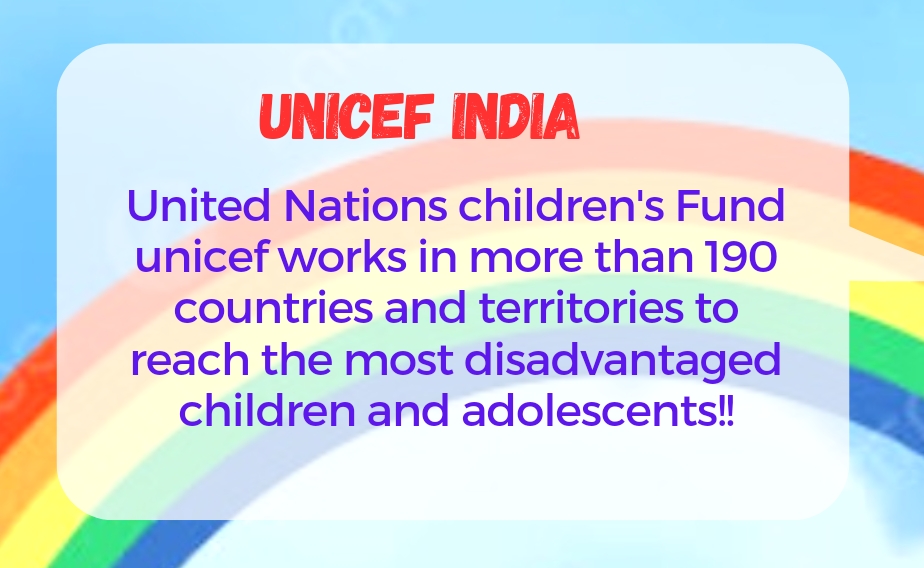 UNICEF INDIA
United Nations children's Fund
unicef works in more than 190
countries and territories to
reach the most disadvantaged
children and adolescents!!